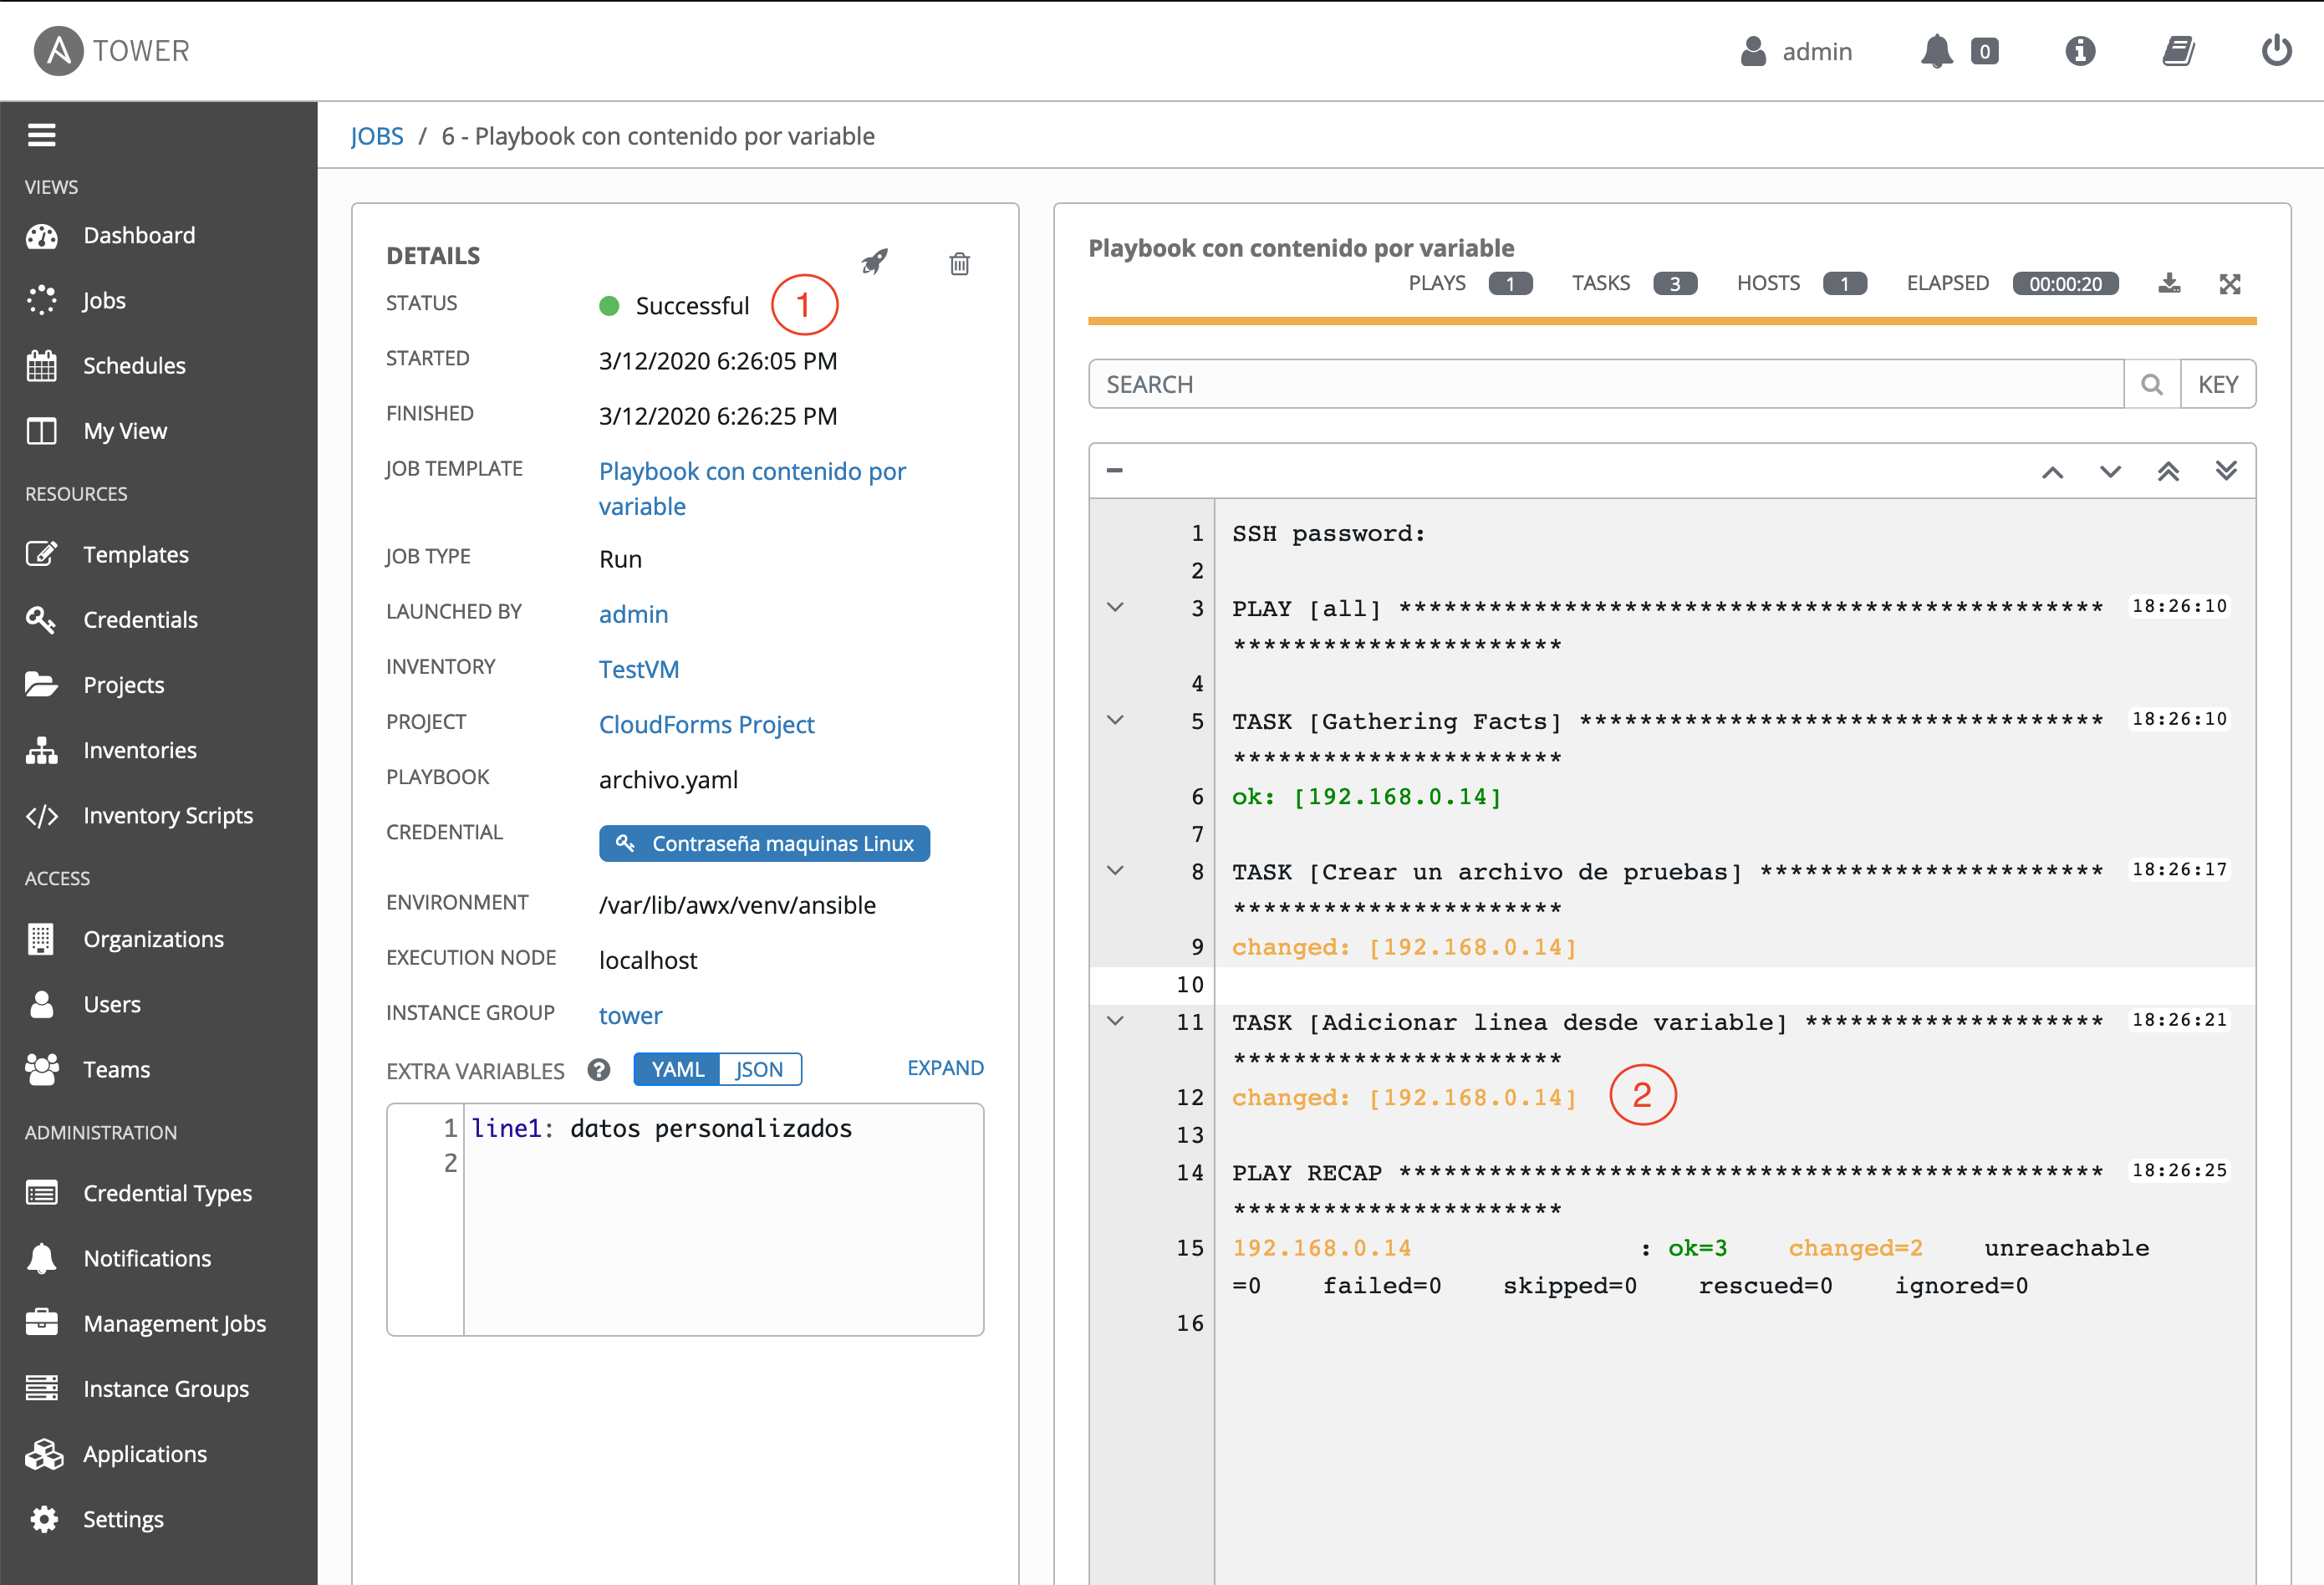 TOWER
admin
0
JOBS / 6 - Playbook con contenido por variable
VIEWS
Dashboard
Jobs
Schedules
My View
RESOURCES
Templates
Credentials
Projects
Inventories
Inventory Scripts
ACCESS
Organizations
Users
Teams
ADMINISTRATION
Credential Types
Notifications
Management Jobs
Instance Groups
Applications
Settings
DETAILS
STATUS Successful 1
STARTED 3/12/2020 6:26:05 PM
FINISHED 3/12/2020 6:26:25 PM
JOB TEMPLATE Playbook con contenido por
variable
JOB TYPE Run
LAUNCHED BY admin
INVENTORY TestVM
PROJECT CloudForms Project
PLAYBOOK archivo.yaml
CREDENTIAL Contraseña maquinas Linux
ENVIRONMENT /var/lib/awx/venv/ansible
EXECUTION NODE localhost
INSTANCE GROUP tower
EXTRA VARIABLES ? YAML JSON EXPAND
1 line1: datos personalizados
2
Playbook con contenido por variable
PLAYS 1 TASKS 3 HOSTS 1 ELAPSED 00:00:20
SEARCH KEY
1 SSH password:
2
3 PLAY [all] *********************************************** 18:26:10
**********************
4
5 TASK [Gathering Facts] *********************************** 18:26:10
**********************
6 ok: [192.168.0.14]
7
8 TASK [Crear un archivo de pruebas] *********************** 18:26:17
**********************
9 changed: [192.168.0.14]
10
11 TASK [Adicionar linea desde variable] ******************** 18:26:21
**********************
12 changed: [192.168.0.14] 2
13
14 PLAY RECAP *********************************************** 18:26:25
**********************
15 192.168.0.14 : ok=3 changed=2 unreachable
=0 failed=0 skipped=0 rescued=0 ignored=0
16